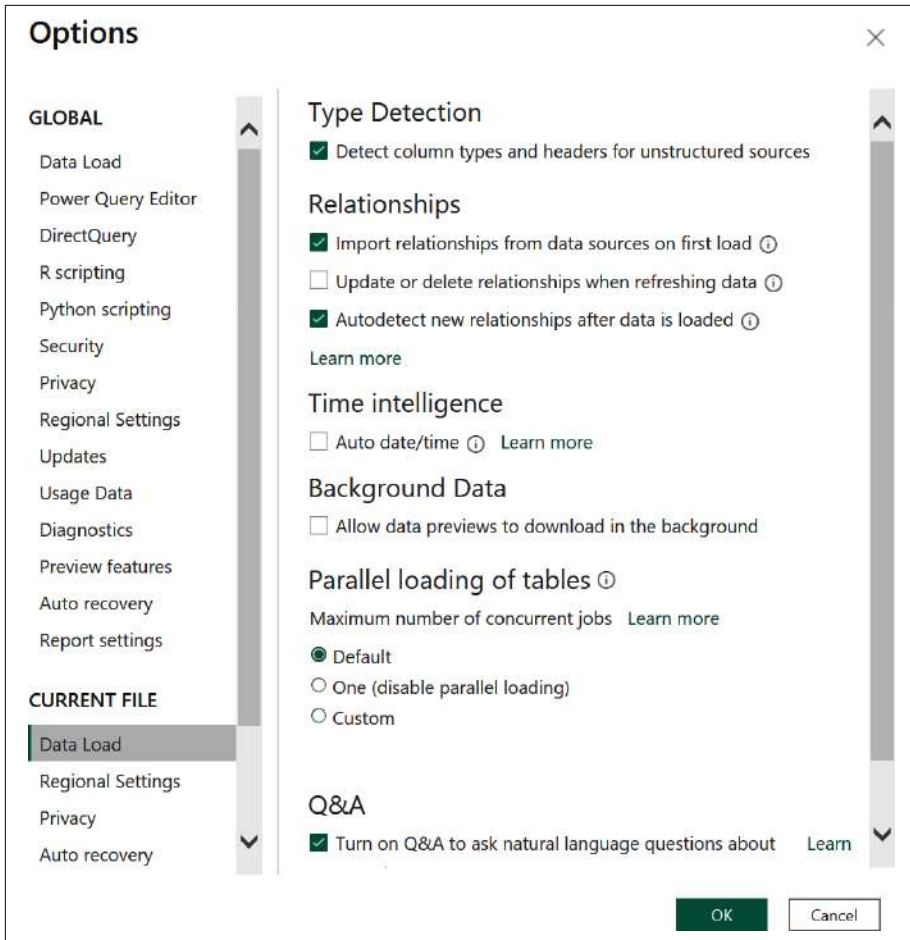 Options
GLOBAL
Data Load
Power Query Editor
DirectQuery
R scripting
Python scripting
Security
Privacy
Regional Settings
Updates
Usage Data
Diagnostics
Preview features
Auto recovery
Report settings
CURRENT FILE
Data Load
Regional Settings
Privacy
Auto recovery
Type Detection
Detect column types and headers for unstructured sources
Relationships
Import relationships from data sources on first load
Update or delete relationships when refreshing data
Autodetect new relationships after data is loaded
Learn more
Time intelligence
Auto date/time Learn more
Background Data
Allow data previews to download in the background
Parallel loading of tables
Maximum number of concurrent jobs Learn more
Default
One (disable parallel loading)
Custom
Q&A
Turn on Q&A to ask natural language questions about Learn
OK Cancel